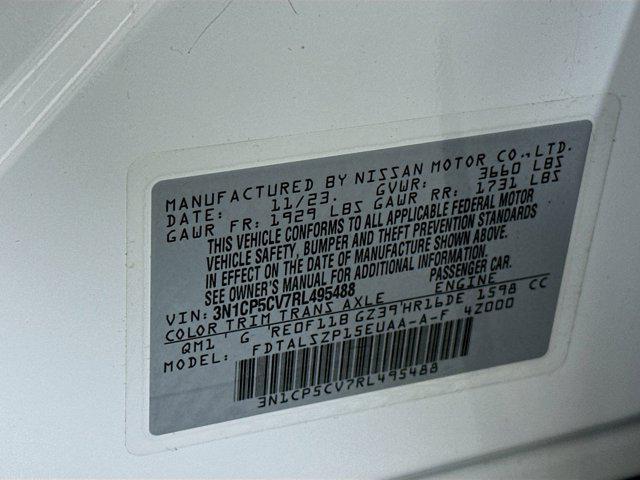 MANUFACTURED BY NISSAN MOTOR CO., LTD.
DATE: 11/23. GVWR: 3660 LBS
GAWR FR: 1929 LBS GAWR RR: 1731 LBS
THIS VEHICLE CONFORMS TO ALL APPLICABLE FEDERAL MOTOR
VEHICLE SAFETY, BUMPER AND THEFT PREVENTION STANDARDS
IN EFFECT ON THE DATE OF MANUFACTURE SHOWN ABOVE.
SEE OWNER'S MANUAL FOR ADDITIONAL INFORMATION.
VIN: 3N1CP5CV7RL495488 PASSENGER CAR.
COLOR TRIM TRANS AXLE ENGINE
QM1 G RE0F11B GZ39 HR16DE 1598 CC
MODEL: FDTALSZP15EUAA-A-F 4Z000
3N1CP5CV7RL495488